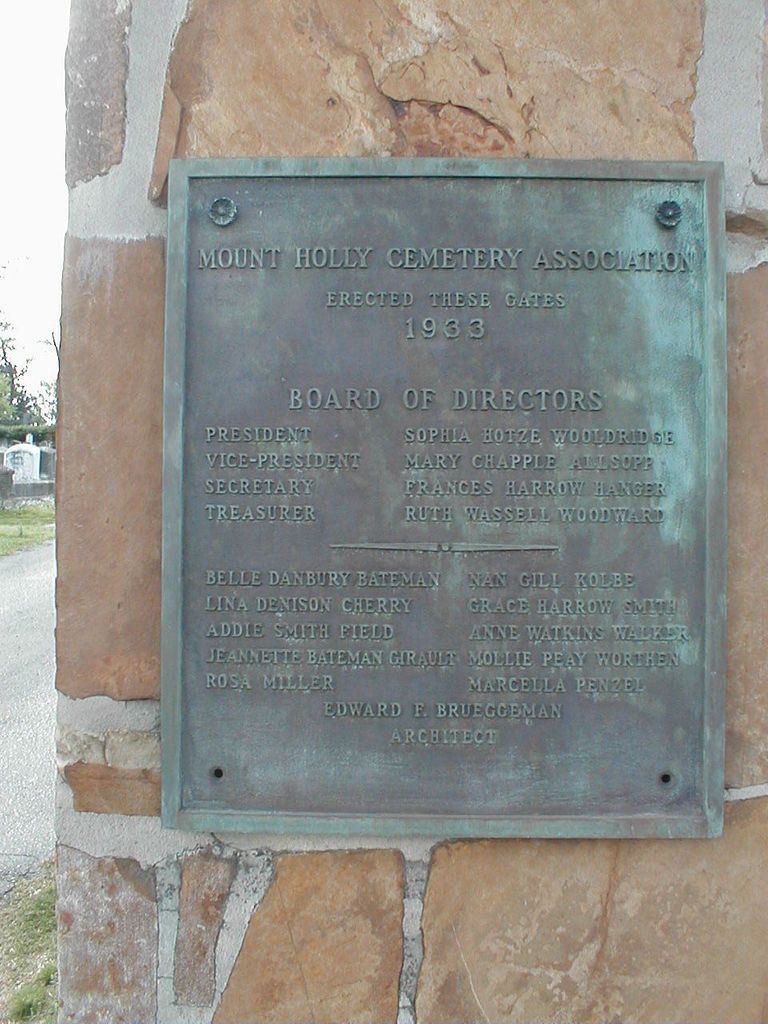 MOUNT HOLLY CEMETERY ASSOCIATION
ERECTED THESE GATES
1933
BOARD OF DIRECTORS
PRESIDENT SOPHIA HOTZE WOOLDRIDGE
VICE-PRESIDENT MARY CHAPPLE ALLSOPP
SECRETARY FRANCES HARROW HANGER
TREASURER RUTH WASSELL WOODWARD
BELLE DANBURY BATEMAN NAN GILL KOLBE
LINA DENISON CHERRY GRACE HARROW SMITH
ADDIE SMITH FIELD ANNE WATKINS WALKER
JEANNETTE BATEMAN GIRAULT MOLLIE PEAY WORTHEN
ROSA MILLER MARCELLA PENZEL
EDWARD F. BRUEGGEMAN
ARCHITECT